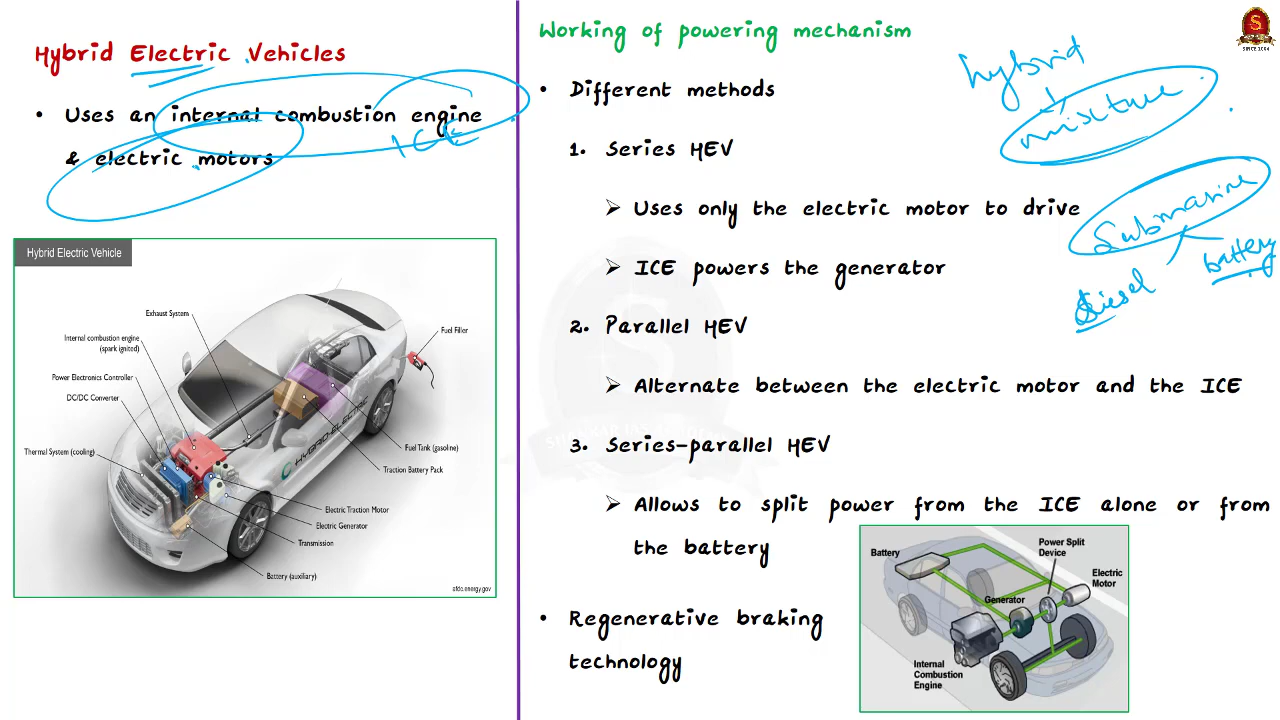 Hybrid Electric Vehicles
• Uses an internal combustion engine
& electric motors
ICE
Hybrid Electric Vehicle
Exhaust System
Fuel Filler
Internal combustion engine
(spark ignited)
Power Electronics Controller
DC/DC Converter
Thermal System (cooling)
HYBRID-ELECTRIC
Fuel Tank (gasoline)
Traction Battery Pack
Electric Traction Motor
Electric Generator
Transmission
Battery (auxiliary)
afdc.energy.gov
Working of powering mechanism
• Different methods
1. Series HEV
➢ Uses only the electric motor to drive
➢ ICE powers the generator
2. Parallel HEV
➢ Alternate between the electric motor and the ICE
3. Series-parallel HEV
➢ Allows to split power from the ICE alone or from
the battery
• Regenerative braking
technology
hybrid
mixture
Submarine
diesel
battery
Battery
Power Split
Device
Electric
Motor
Generator
Internal
Combustion
Engine
S
SINCE 2004